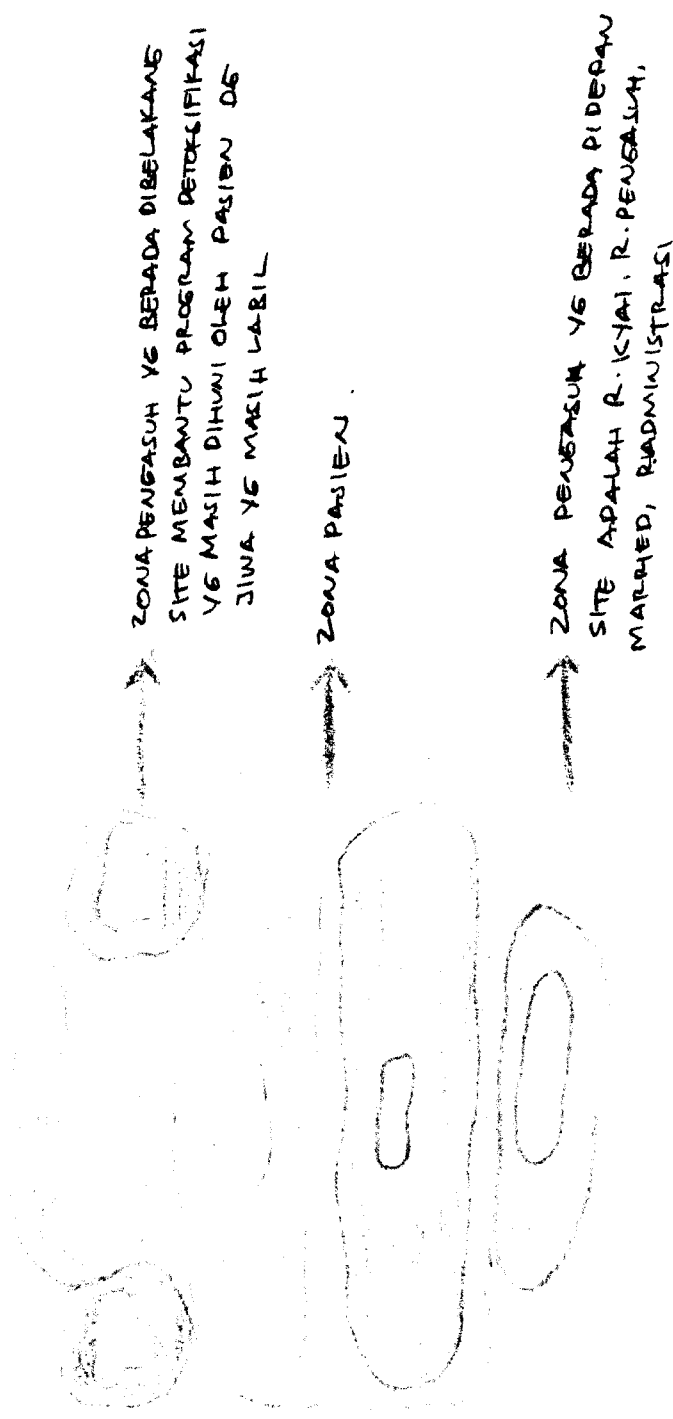 ZONA PENGASUH YG BERADA DIBELAKANG
SITE MEMBANTU PROGRAM DETOKSIFIKASI
YG MASIH DIHUNI OLEH PASIEN DG
JIWA YG MASIH LABIL
ZONA PASIEN.
ZONA PENGASUH YG BERADA DIDEPAN
SITE ADALAH R. KYAI, R. PENGASUH,
MARRIED, R.ADMINISTRASI